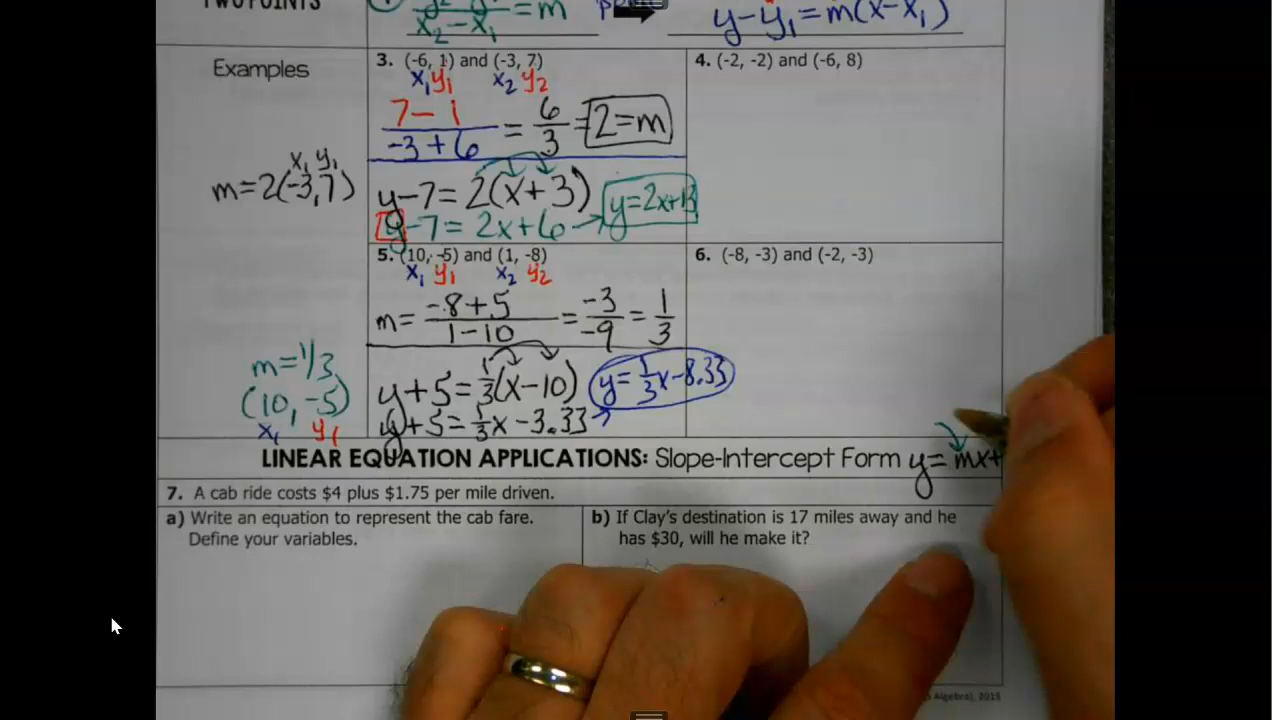 TWO POINTS
x₂-x₁ = m
y-y₁=m(x-x₁)
Examples
3. (-6, 1) and (-3, 7)
x₁ y₁ x₂ y₂
7-1
-3+6
= 6/3 = 2=m
x₁ y₁
m=2(-3,7)
y-7=2(x+3)
y-7=2x+6 → y=2x+13
4. (-2, -2) and (-6, 8)
5. (10, -5) and (1, -8)
x₁ y₁ x₂ y₂
m= -8+5 / 1-10 = -3/-9 = 1/3
m=1/3
(10, -5)
x₁ y₁
y+5=1/3(x-10)
y=1/3x-8.33
y+5=1/3x-3.33
6. (-8, -3) and (-2, -3)
LINEAR EQUATION APPLICATIONS: Slope-Intercept Form y=mx+
7. A cab ride costs $4 plus $1.75 per mile driven.
a) Write an equation to represent the cab fare.
Define your variables.
b) If Clay's destination is 17 miles away and he
has $30, will he make it?
Algebra), 2015